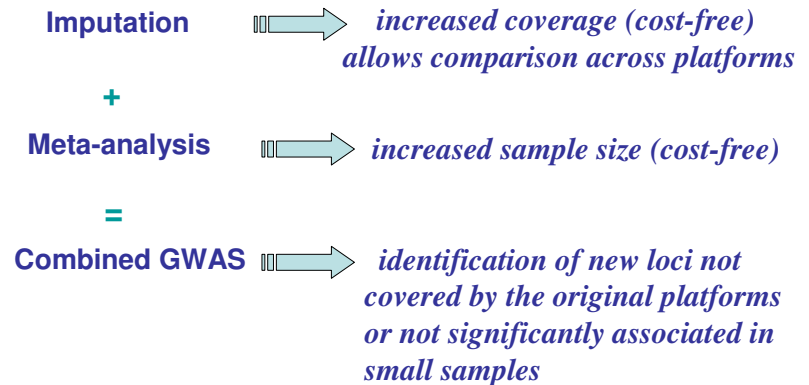 Imputation increased coverage (cost-free)
allows comparison across platforms
+
Meta-analysis increased sample size (cost-free)
=
Combined GWAS identification of new loci not
covered by the original platforms
or not significantly associated in
small samples